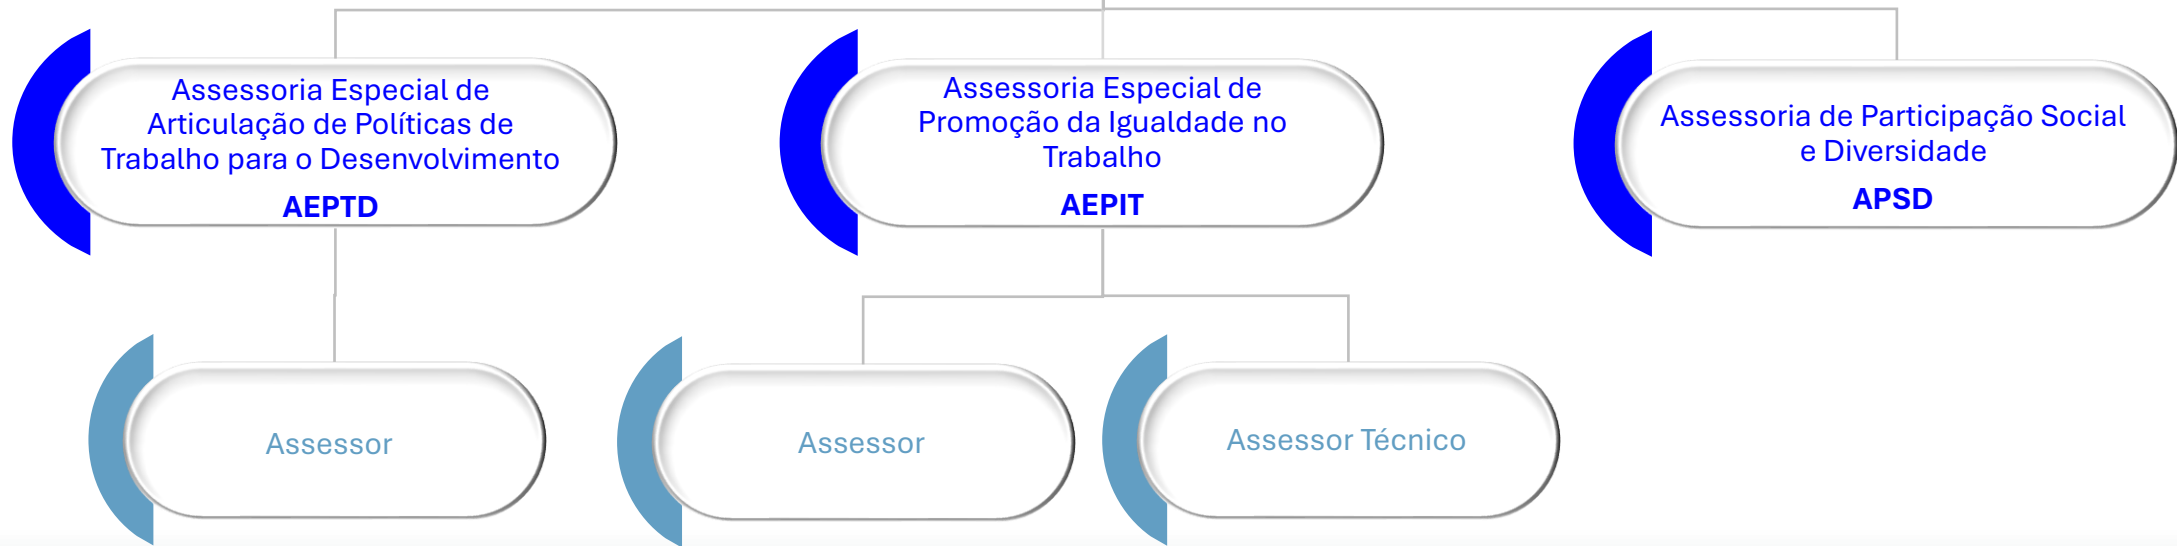 Assessoria Especial de
Articulação de Políticas de
Trabalho para o Desenvolvimento
AEPTD
Assessoria Especial de
Promoção da Igualdade no
Trabalho
AEPIT
Assessoria de Participação Social
e Diversidade
APSD
Assessor
Assessor
Assessor Técnico